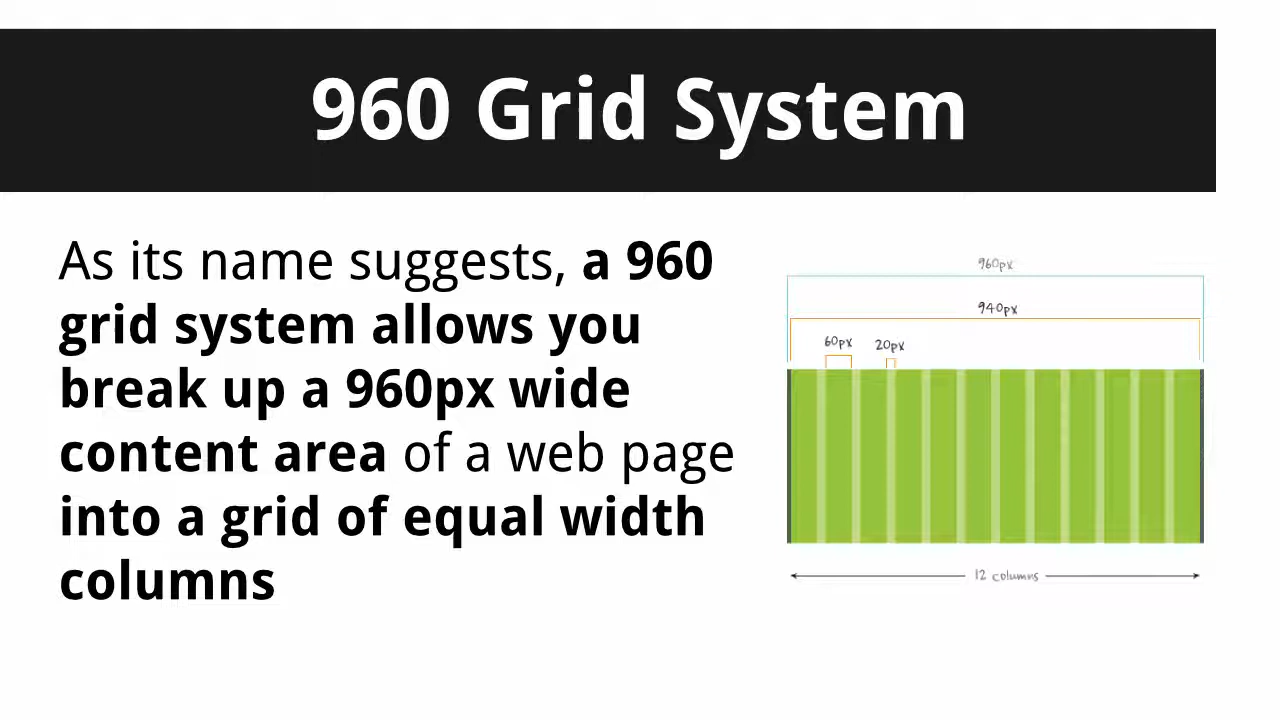 960 Grid System
As its name suggests, a 960
grid system allows you
break up a 960px wide
content area of a web page
into a grid of equal width
columns
960px
940px
60px 20px
12 columns